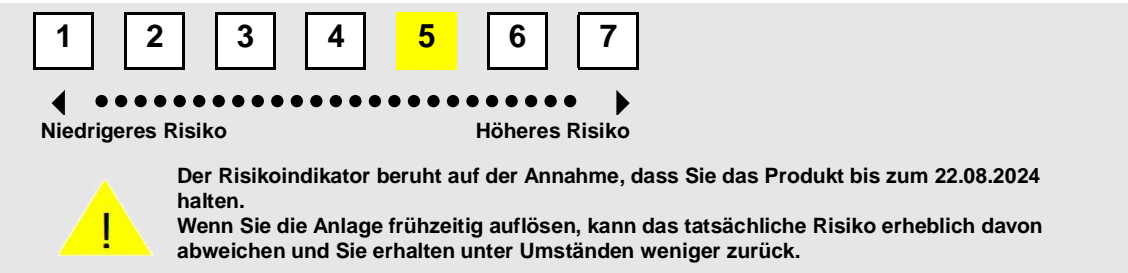 1 2 3 4 5 6 7
Niedrigeres Risiko Höheres Risiko
Der Risikoindikator beruht auf der Annahme, dass Sie das Produkt bis zum 22.08.2024
halten.
Wenn Sie die Anlage frühzeitig auflösen, kann das tatsächliche Risiko erheblich davon
abweichen und Sie erhalten unter Umständen weniger zurück.
!